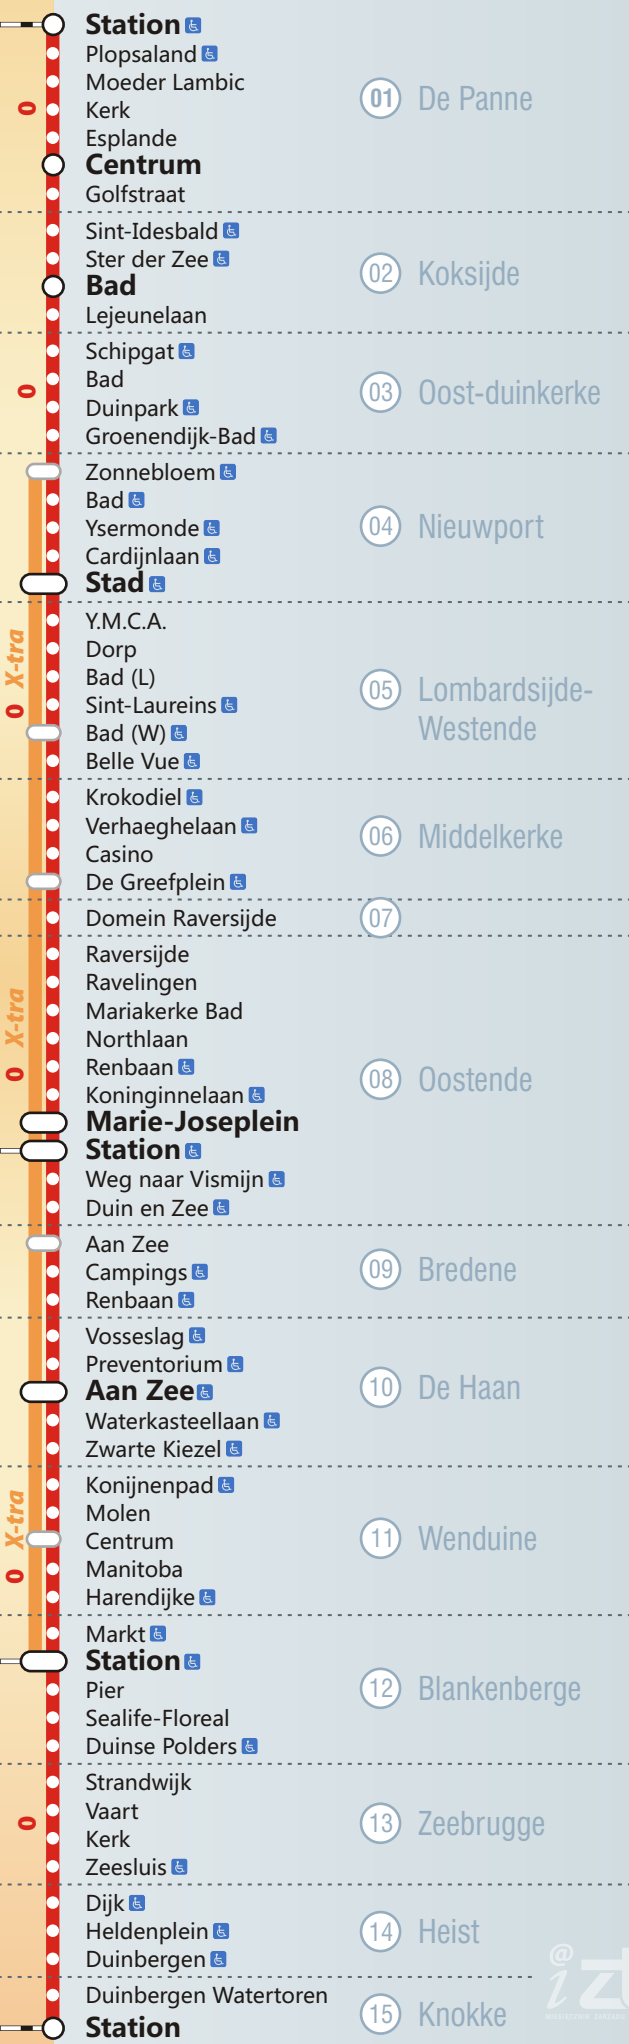 Station
Plopsaland
Moeder Lambic
Kerk
Esplande
Centrum
Golfstraat
01 De Panne
0
Sint-Idesbald
Ster der Zee
Bad
Lejeunelaan
02 Koksijde
Schipgat
Bad
Duinpark
Groenendijk-Bad
03 Oost-duinkerke
0
Zonnebloem
Bad
Ysermonde
Cardijnlaan
Stad
04 Nieuwport
Y.M.C.A.
Dorp
Bad (L)
Sint-Laureins
Bad (W)
Belle Vue
05 Lombardsijde-
Westende
0 X-tra
Krokodiel
Verhaeghelaan
Casino
De Greefplein
06 Middelkerke
Domein Raversijde
07
Raversijde
Ravelingen
Mariakerke Bad
Northlaan
Renbaan
Koninginnelaan
Marie-Joseplein
Station
Weg naar Vismijn
Duin en Zee
08 Oostende
0 X-tra
Aan Zee
Campings
Renbaan
09 Bredene
Vosseslag
Preventorium
Aan Zee
Waterkasteellaan
Zwarte Kiezel
10 De Haan
Konijnenpad
Molen
Centrum
Manitoba
Harendijke
11 Wenduine
0 X-tra
Markt
Station
Pier
Sealife-Floreal
Duinse Polders
12 Blankenberge
Strandwijk
Vaart
Kerk
Zeesluis
13 Zeebrugge
0
Dijk
Heldenplein
Duinbergen
14 Heist
Duinbergen Watertoren
Station
15 Knokke
@